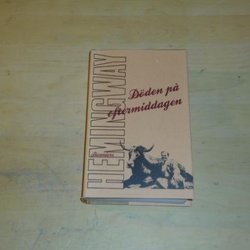 HEMINGWAY
Döden på
eftermiddagen